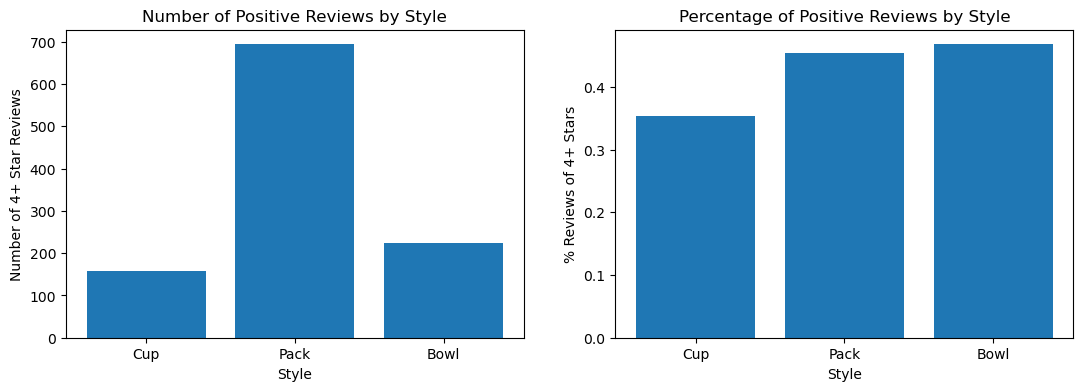 Number of Positive Reviews by Style
Number of 4+ Star Reviews
700
600
500
400
300
200
100
0
Cup Pack Bowl
Style
Percentage of Positive Reviews by Style
% Reviews of 4+ Stars
0.4
0.3
0.2
0.1
0.0
Cup Pack Bowl
Style